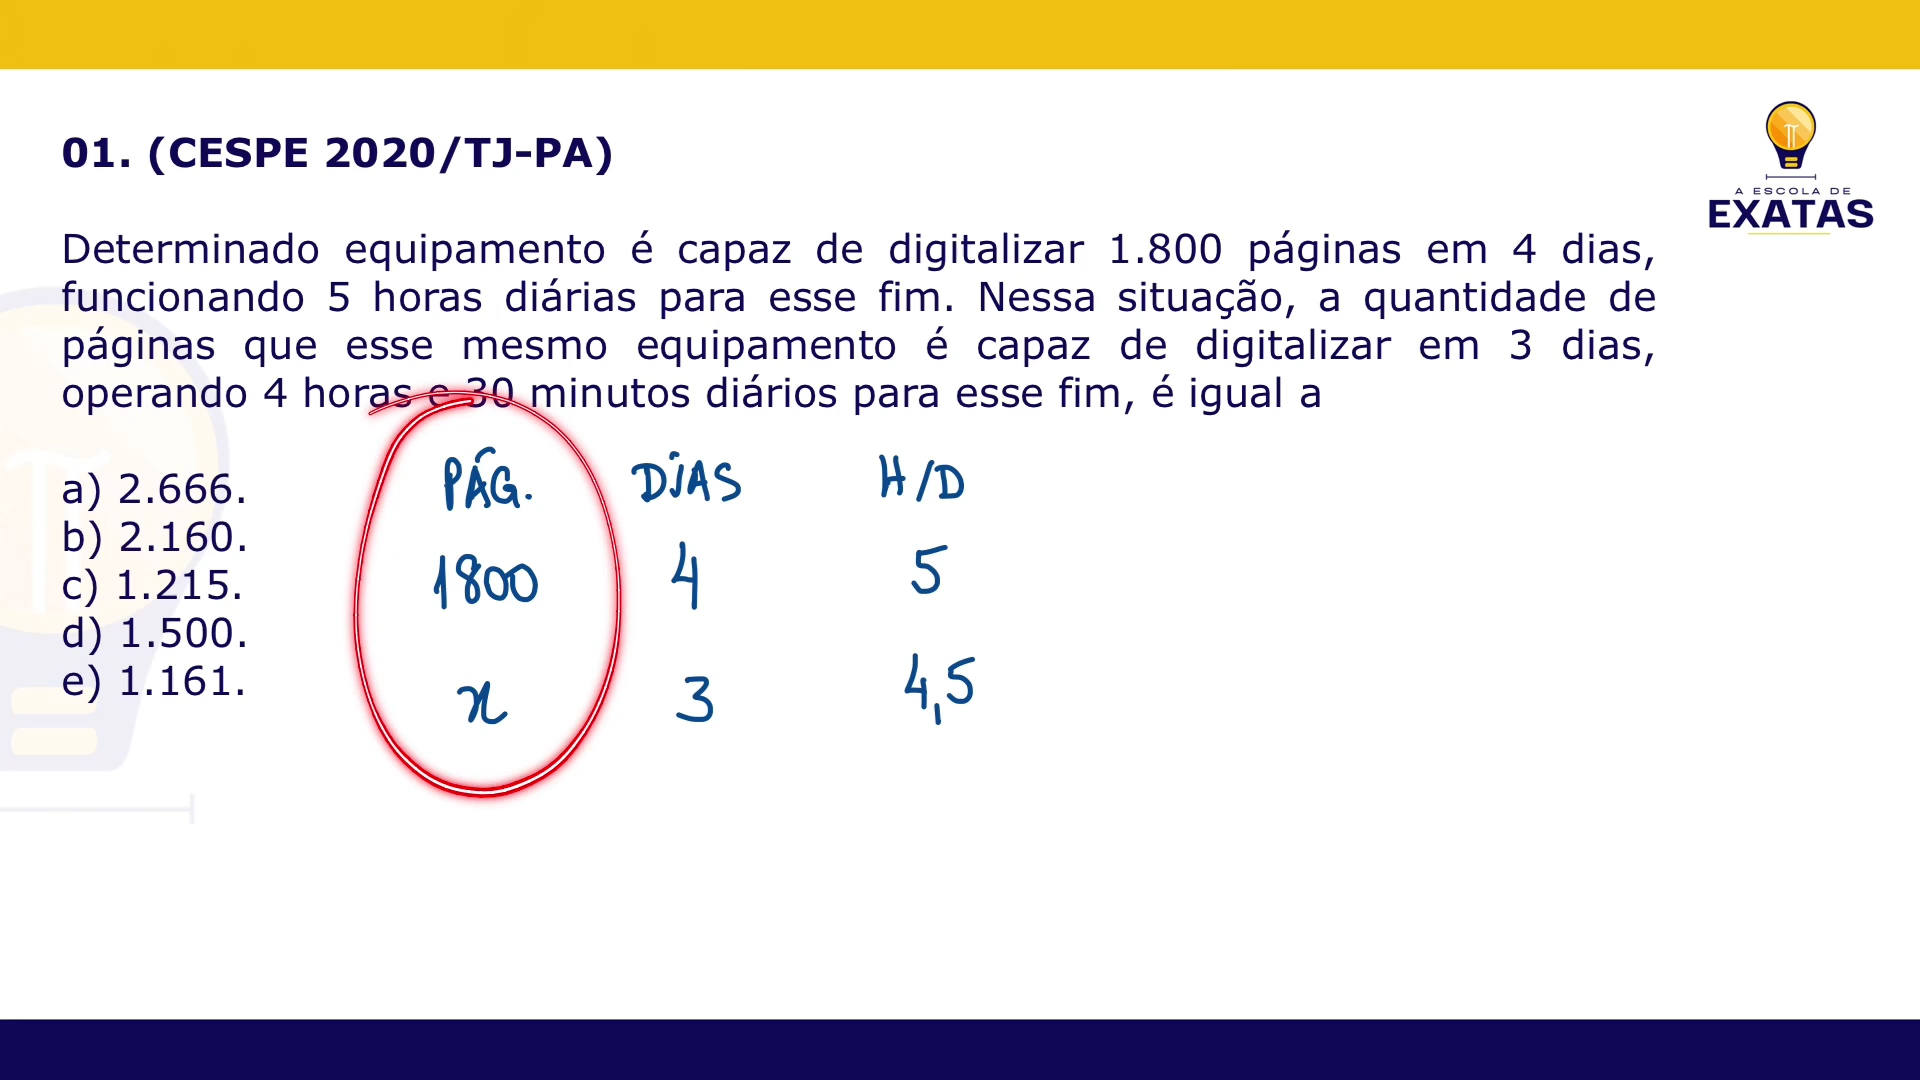 01. (CESPE 2020/TJ-PA)
A ESCOLA DE
EXATAS
Determinado equipamento é capaz de digitalizar 1.800 páginas em 4 dias,
funcionando 5 horas diárias para esse fim. Nessa situação, a quantidade de
páginas que esse mesmo equipamento é capaz de digitalizar em 3 dias,
operando 4 horas e 30 minutos diários para esse fim, é igual a
a) 2.666.
b) 2.160.
c) 1.215.
d) 1.500.
e) 1.161.
PÁG. DIAS H/D
1800 4 5
x 3 4,5